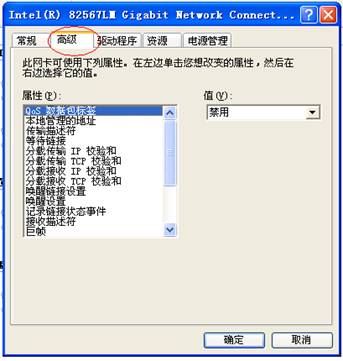 Intel(R) 82567LM Gigabit Network Connect...
常规 高级 驱动程序 资源 电源管理
此网卡可使用下列属性。在左边单击您想改变的属性，然后在
右边选择它的值。
属性(P): 值(V):
QoS 数据包标签 禁用
本地管理的地址
传输描述符
等待链接
分载传输 IP 校验和
分载传输 TCP 校验和
分载接收 IP 校验和
分载接收 TCP 校验和
唤醒链接设置
唤醒设置
记录链接状态事件
接收描述符
巨帧
确定 取消